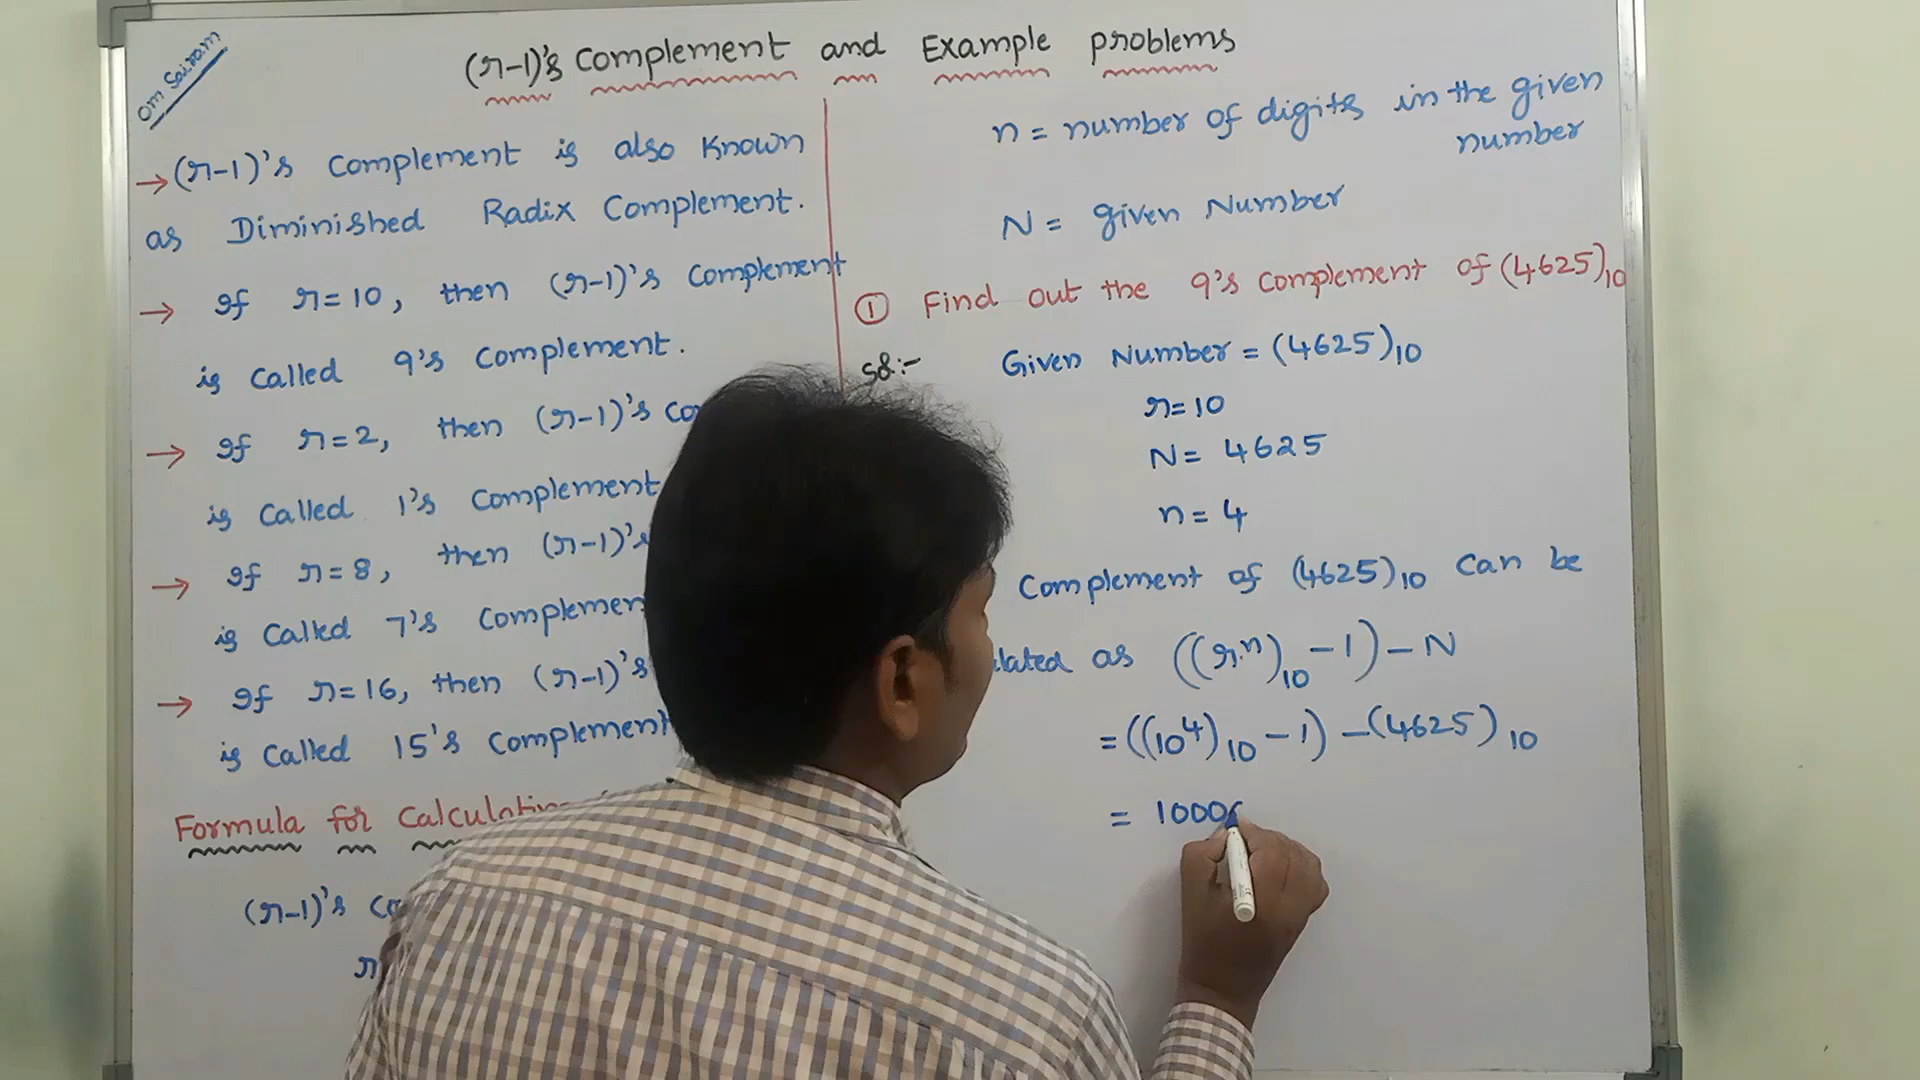 Om Sairam
(r-1)'s Complement and Example problems
→ (r-1)'s Complement is also Known
as Diminished Radix Complement.
→ If r=10, then (r-1)'s Complement
is Called 9's Complement.
→ If r=2, then (r-1)'s Co
is Called 1's Complement
→ If r=8, then (r-1)'s
is Called 7's Complemen
→ If r=16, then (r-1)'s
is Called 15's Complement
Formula for Calculatin
(r-1)'s Co
r
n = number of digits in the given
number
N = given Number
① Find out the 9's Complement of (4625)₁₀
Sol:-
Given Number = (4625)₁₀
r=10
N= 4625
n = 4
Complement of (4625)₁₀ Can be
lated as ((rⁿ)₁₀ - 1) - N
= ((10⁴)₁₀ - 1) - (4625)₁₀
= 1000